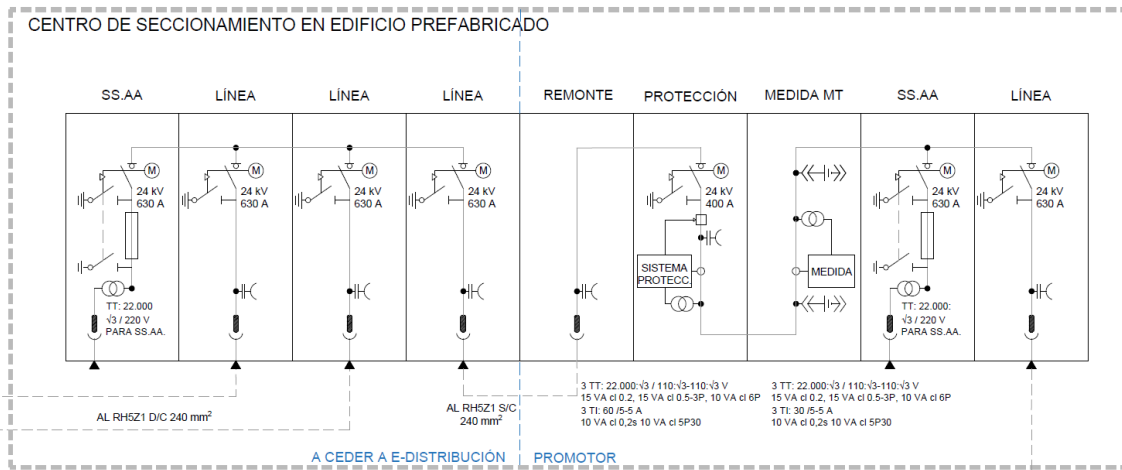 CENTRO DE SECCIONAMIENTO EN EDIFICIO PREFABRICADO
SS.AA
LÍNEA
LÍNEA
LÍNEA
REMONTE
PROTECCIÓN
MEDIDA MT
SS.AA
LÍNEA
M
24 kV
630 A
M
24 kV
630 A
M
24 kV
630 A
M
24 kV
630 A
M
24 kV
400 A
M
24 kV
630 A
M
24 kV
630 A
SISTEMA
PROTECC.
MEDIDA
TT: 22.000
√3 / 220 V
PARA SS.AA.
TT: 22.000:
√3 / 220 V
PARA SS.AA.
AL RH5Z1 D/C 240 mm²
AL RH5Z1 S/C
240 mm²
3 TT: 22.000:√3 / 110:√3-110:√3 V
15 VA cl 0.2, 15 VA cl 0.5-3P, 10 VA cl 6P
3 TI: 60 /5-5 A
10 VA cl 0,2s 10 VA cl 5P30
3 TT: 22.000:√3 / 110:√3-110:√3 V
15 VA cl 0.2, 15 VA cl 0.5-3P, 10 VA cl 6P
3 TI: 30 /5-5 A
10 VA cl 0,2s 10 VA cl 5P30
A CEDER A E-DISTRIBUCIÓN
PROMOTOR